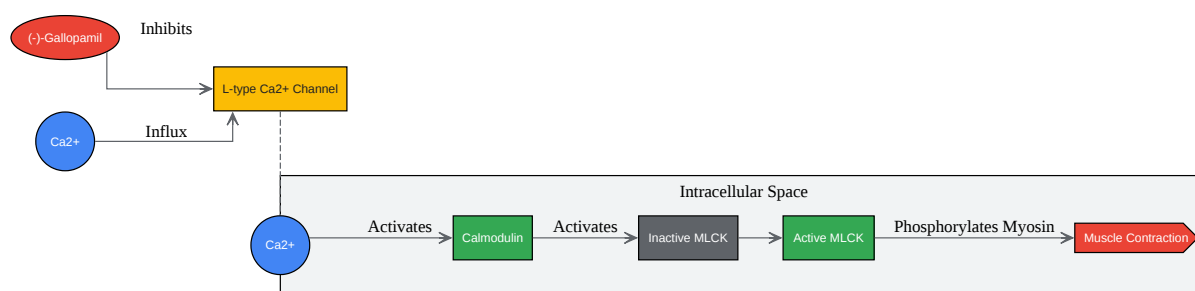 (-)-Gallopamil
Inhibits
L-type Ca2+ Channel
Ca2+
Influx
Intracellular Space
Ca2+
Activates
Calmodulin
Activates
Inactive MLCK
Active MLCK
Phosphorylates Myosin
Muscle Contraction